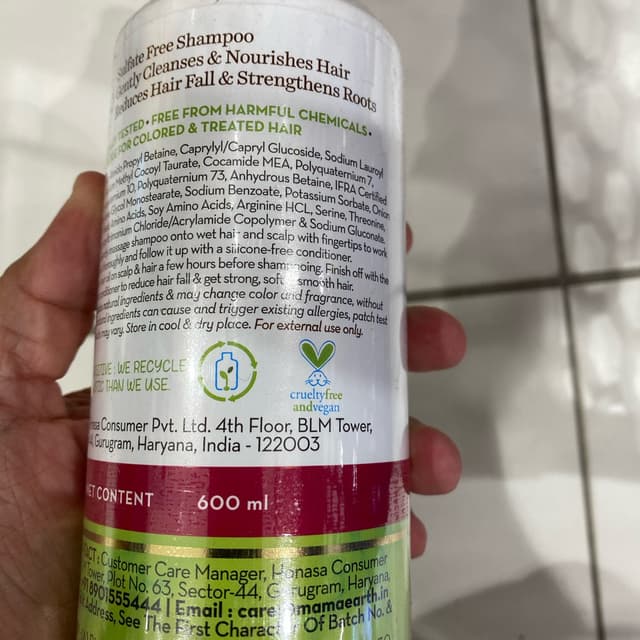 Sulfate Free Shampoo
Gently Cleanses & Nourishes Hair
Reduces Hair Fall & Strengthens Roots
TESTED • FREE FROM HARMFUL CHEMICALS •
FOR COLORED & TREATED HAIR
Propyl Betaine, Caprylyl/Capryl Glucoside, Sodium Lauroyl
Methyl Cocoyl Taurate, Cocamide MEA, Polyquaternium 7,
10, Polyquaternium 73, Anhydrous Betaine, IFRA Certified
Glycol Monostearate, Sodium Benzoate, Potassium Sorbate, Onion
Amino Acids, Soy Amino Acids, Arginine HCL, Serine, Threonine,
Chloride/Acrylamide Copolymer & Sodium Gluconate.
massage shampoo onto wet hair and scalp with fingertips to work
and follow it up with a silicone-free conditioner.
oil on scalp & hair a few hours before shampooing. Finish off with the
to reduce hair fall & get strong, soft & smooth hair.
natural ingredients & may change color and fragrance, without
ingredients can cause and trigger existing allergies, patch test
may vary. Store in cool & dry place. For external use only.
: WE RECYCLE
THAN WE USE.
crueltyfree
andvegan
Consumer Pvt. Ltd. 4th Floor, BLM Tower,
Gurugram, Haryana, India - 122003
NET CONTENT 600 ml
: Customer Care Manager, Honasa Consumer
Tower, Plot No. 63, Sector-44, Gurugram, Haryana,
8901555444 | Email : care@mamaearth.in
Address, See The First Character Of Batch No. &